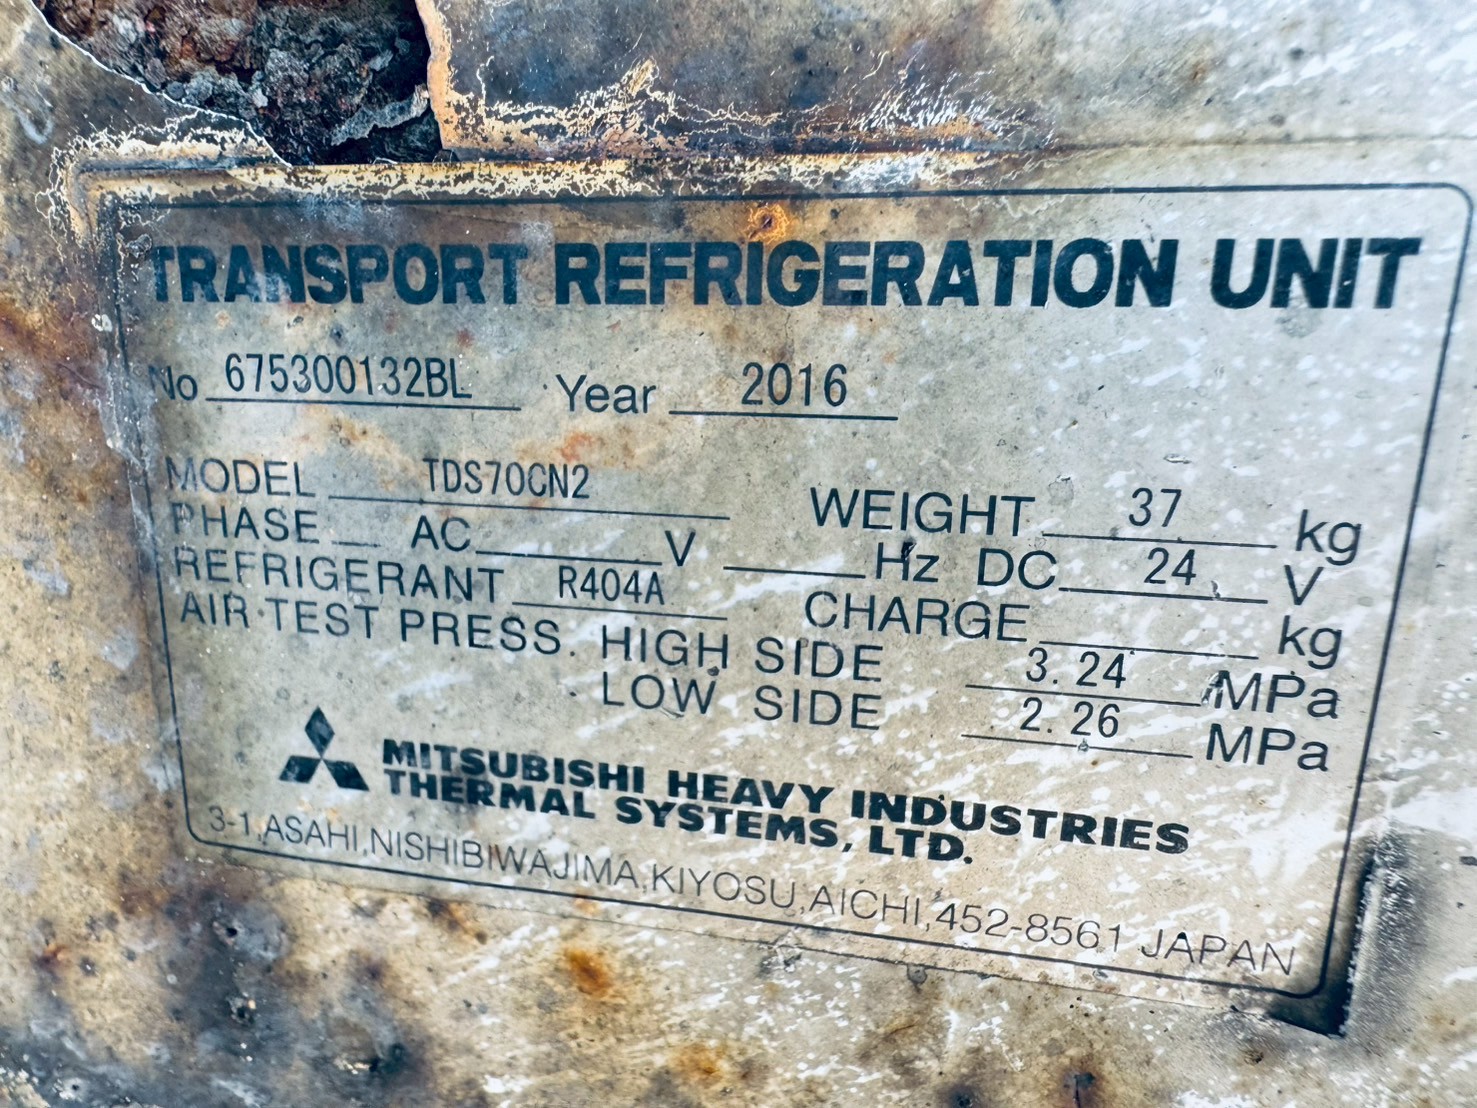 TRANSPORT REFRIGERATION UNIT
No 675300132BL Year 2016
MODEL TDS70CN2 WEIGHT 37 kg
PHASE AC V Hz DC 24 V
REFRIGERANT R404A CHARGE kg
AIR TEST PRESS. HIGH SIDE 3.24 MPa
LOW SIDE 2.26 MPa
MITSUBISHI HEAVY INDUSTRIES
THERMAL SYSTEMS, LTD.
3-1,ASAHI,NISHIBIWAJIMA,KIYOSU,AICHI,452-8561 JAPAN